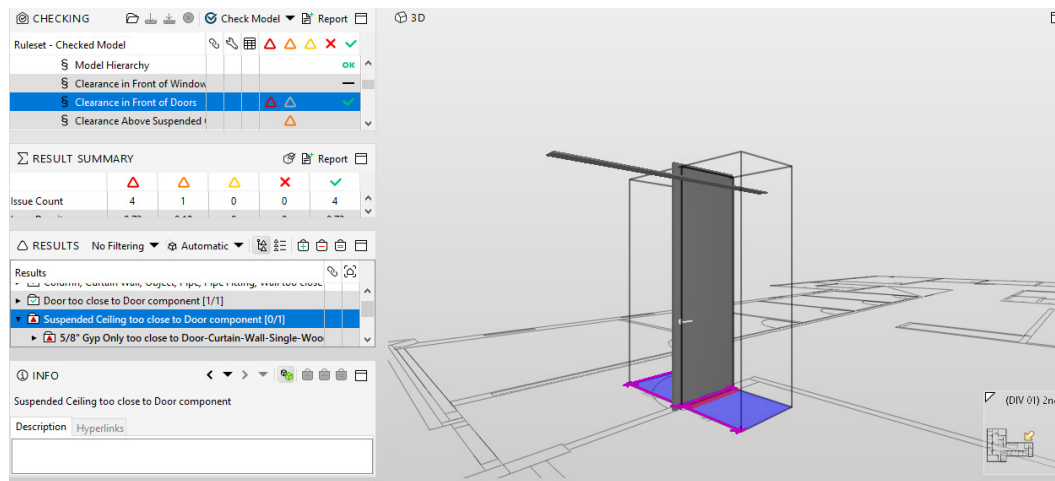 CHECKING Check Model Report
3D
Ruleset - Checked Model
§ Model Hierarchy OK
§ Clearance in Front of Window
§ Clearance in Front of Doors
§ Clearance Above Suspended
RESULT SUMMARY Report
Issue Count 4 1 0 0 4
RESULTS No Filtering Automatic
Results
Door too close to Door component [1/1]
Suspended Ceiling too close to Door component [0/1]
5/8" Gyp Only too close to Door-Curtain-Wall-Single-Woo
INFO
Suspended Ceiling too close to Door component
Description Hyperlinks
(DIV 01) 2n